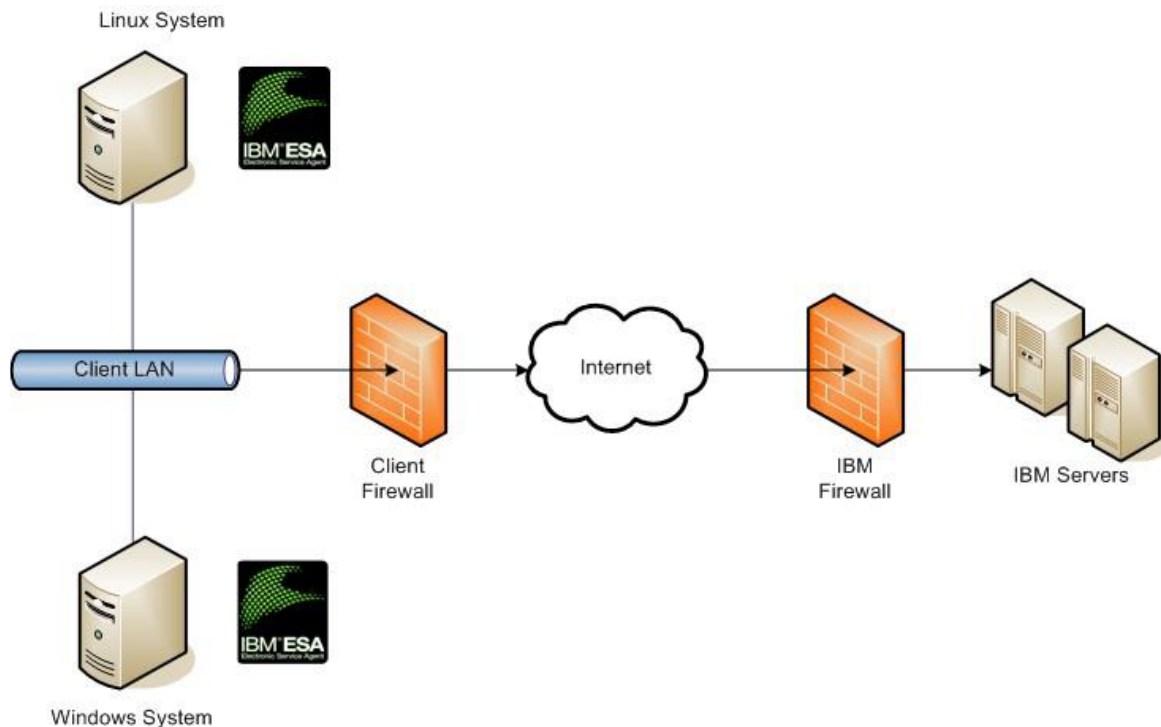 Linux System
IBM® ESA
Electronic Service Agent
Client LAN
Internet
Client
Firewall
IBM
Firewall
IBM Servers
IBM® ESA
Electronic Service Agent
Windows System